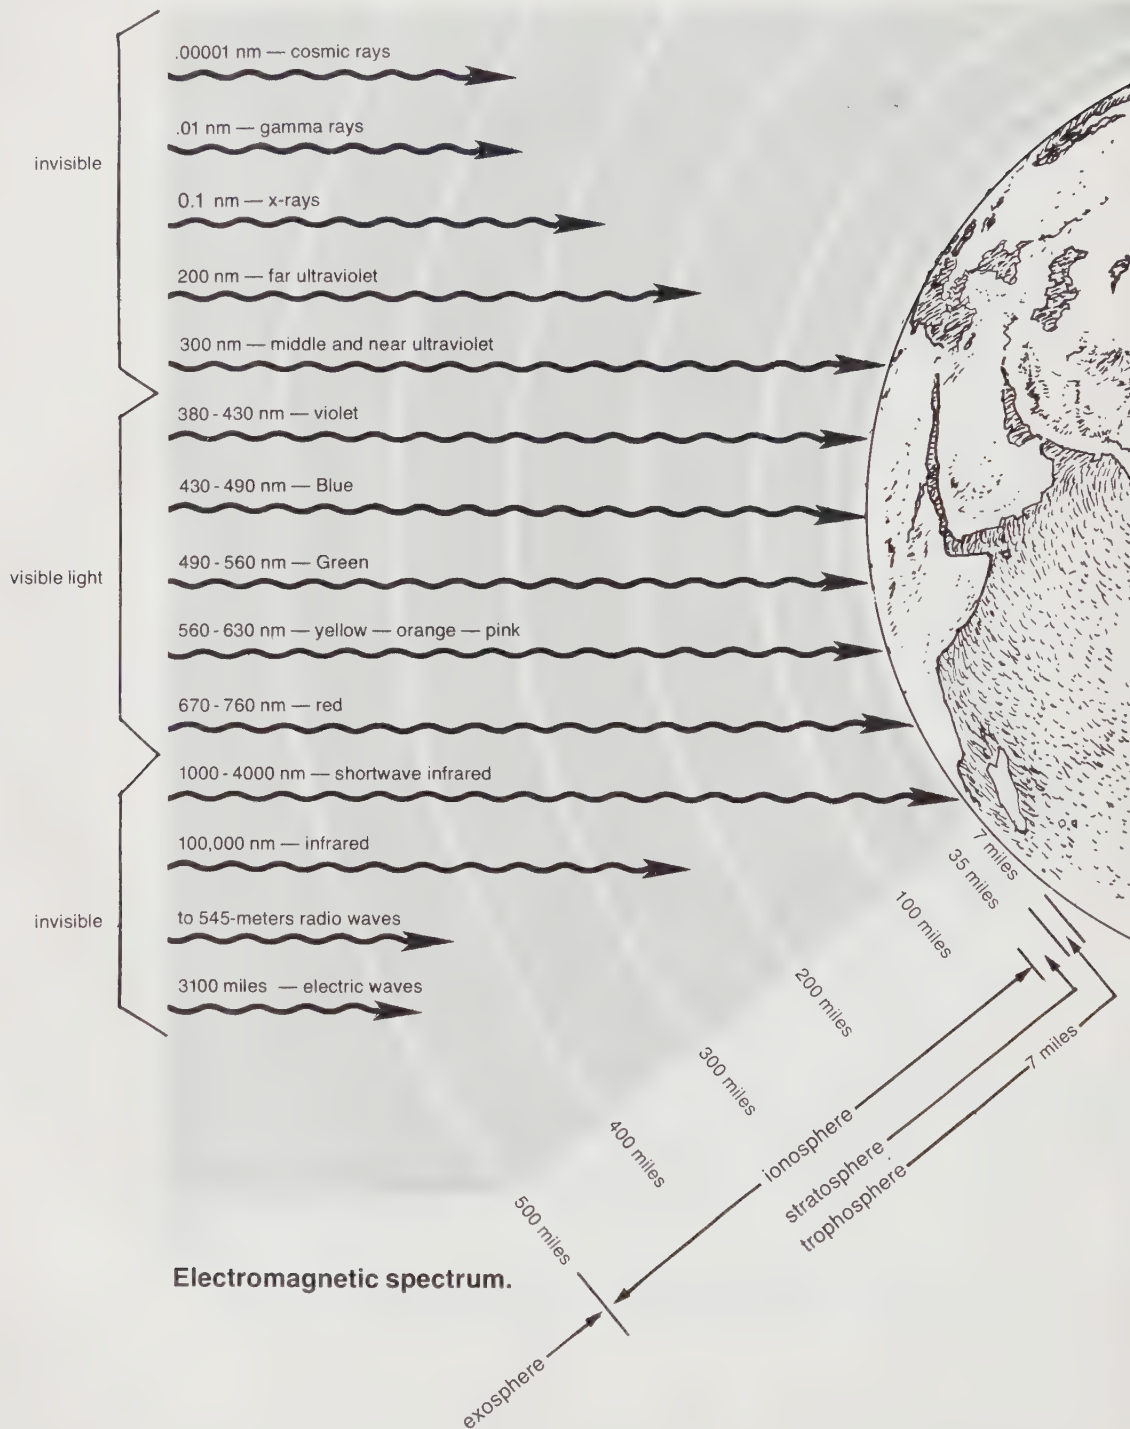 .00001 nm — cosmic rays
.01 nm — gamma rays
invisible
0.1 nm — x-rays
200 nm — far ultraviolet
300 nm — middle and near ultraviolet
380 - 430 nm — violet
430 - 490 nm — Blue
490 - 560 nm — Green
visible light
560 - 630 nm — yellow — orange — pink
670 - 760 nm — red
1000 - 4000 nm — shortwave infrared
100,000 nm — infrared
invisible
to 545-meters radio waves
3100 miles — electric waves
7 miles
35 miles
100 miles
200 miles
300 miles
400 miles
500 miles
7 miles
ionosphere
stratosphere
trophosphere
exosphere
Electromagnetic spectrum.